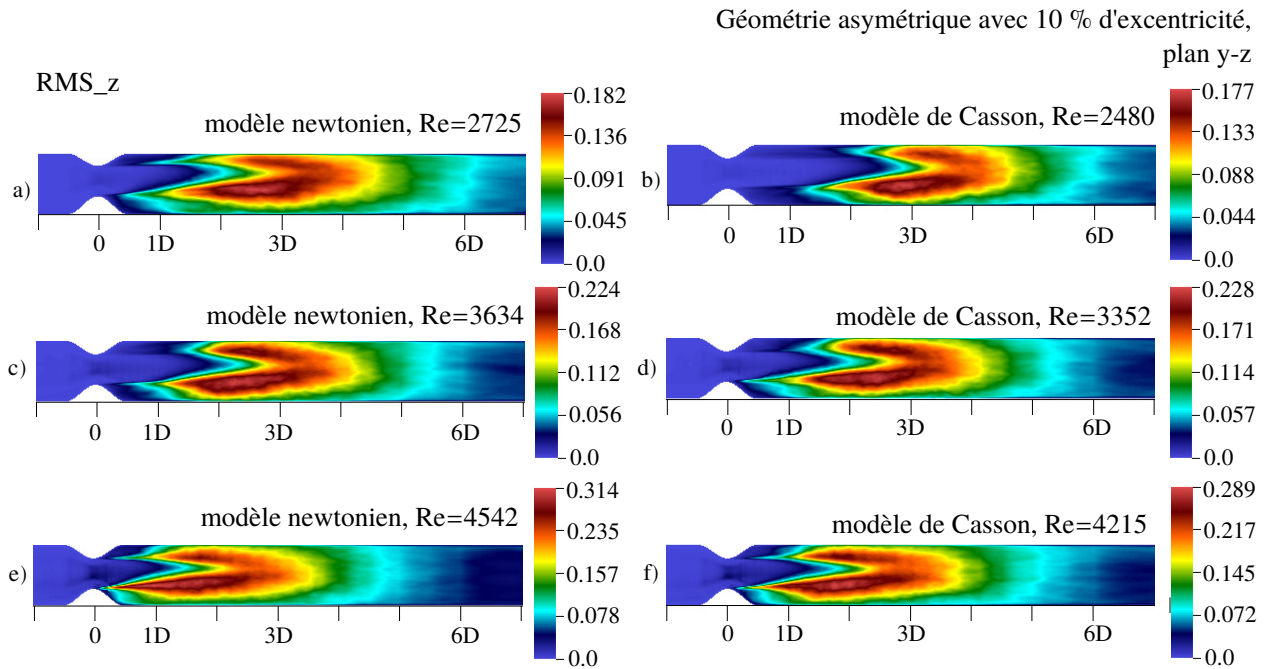 Géométrie asymétrique avec 10 % d'excentricité,
plan y-z
RMS_z
modèle newtonien, Re=2725
a)
0 1D 3D 6D
0.182
0.136
0.091
0.045
0.0
modèle de Casson, Re=2480
b)
0 1D 3D 6D
0.177
0.133
0.088
0.044
0.0
modèle newtonien, Re=3634
c)
0 1D 3D 6D
0.224
0.168
0.112
0.056
0.0
modèle de Casson, Re=3352
d)
0 1D 3D 6D
0.228
0.171
0.114
0.057
0.0
modèle newtonien, Re=4542
e)
0 1D 3D 6D
0.314
0.235
0.157
0.078
0.0
modèle de Casson, Re=4215
f)
0 1D 3D 6D
0.289
0.217
0.145
0.072
0.0